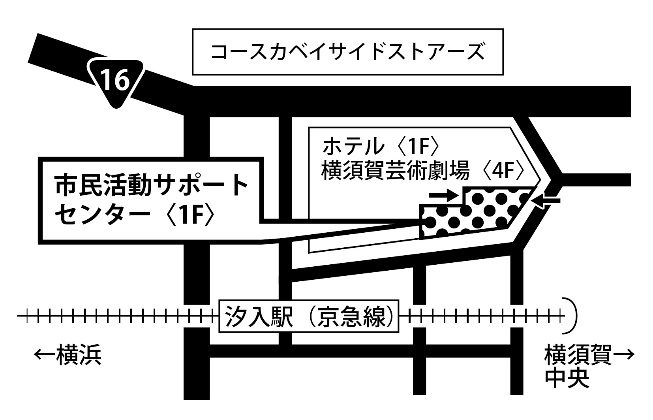 コースカベイサイドストアーズ
16
ホテル〈1F〉
横須賀芸術劇場〈4F〉
市民活動サポート
センター〈1F〉
汐入駅（京急線）
←横浜
横須賀→
中央